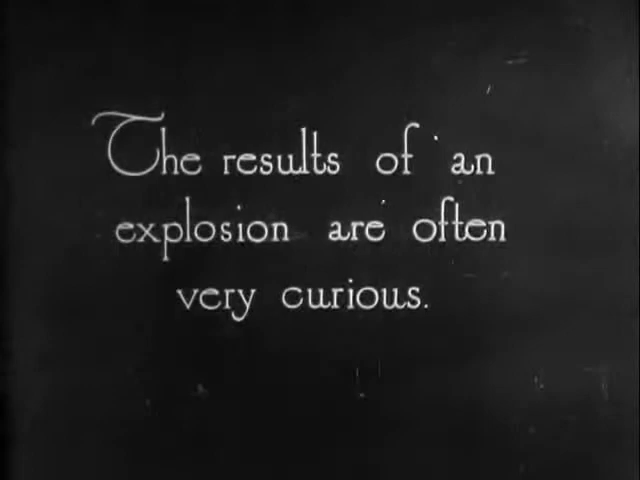 The results of an
explosion are often
very curious.